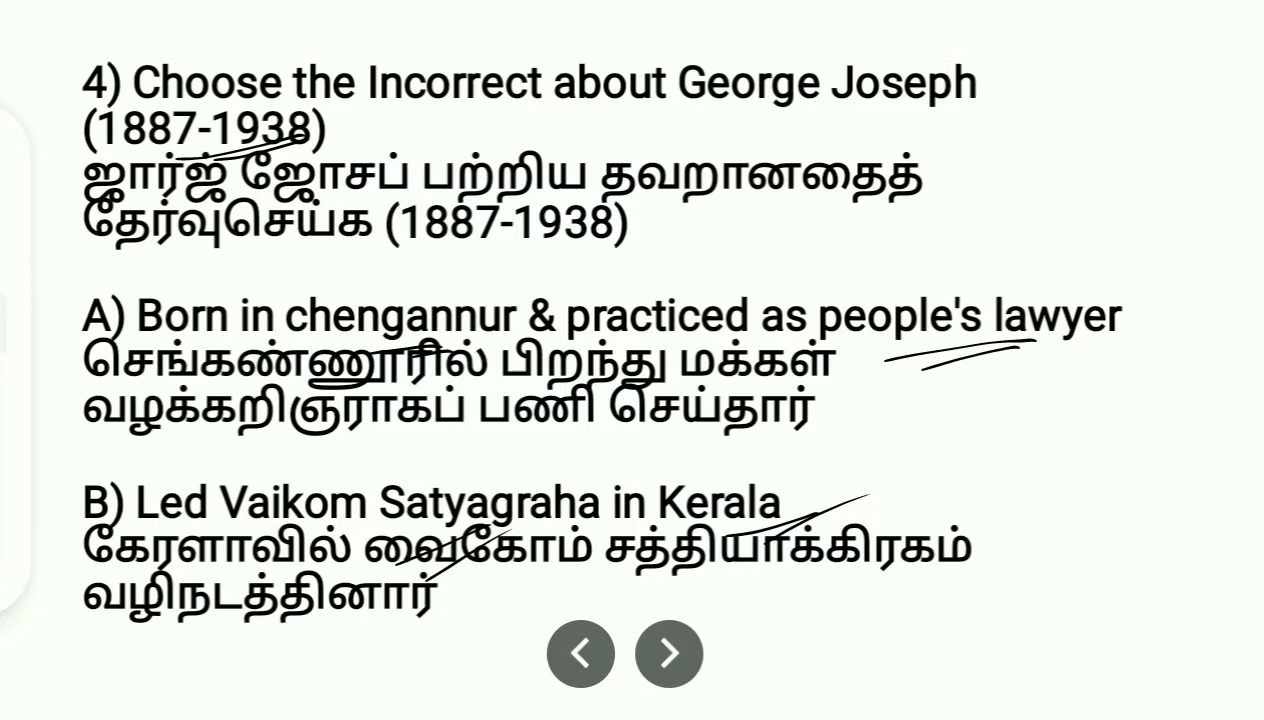 4) Choose the Incorrect about George Joseph
(1887-1938)
ஜார்ஜ் ஜோசப் பற்றிய தவறானதைத்
தேர்வுசெய்க (1887-1938)
A) Born in chengannur & practiced as people's lawyer
செங்கண்ணூரில் பிறந்து மக்கள்
வழக்கறிஞராகப் பணி செய்தார்
B) Led Vaikom Satyagraha in Kerala
கேரளாவில் வைகோம் சத்தியாக்கிரகம்
வழிநடத்தினார்